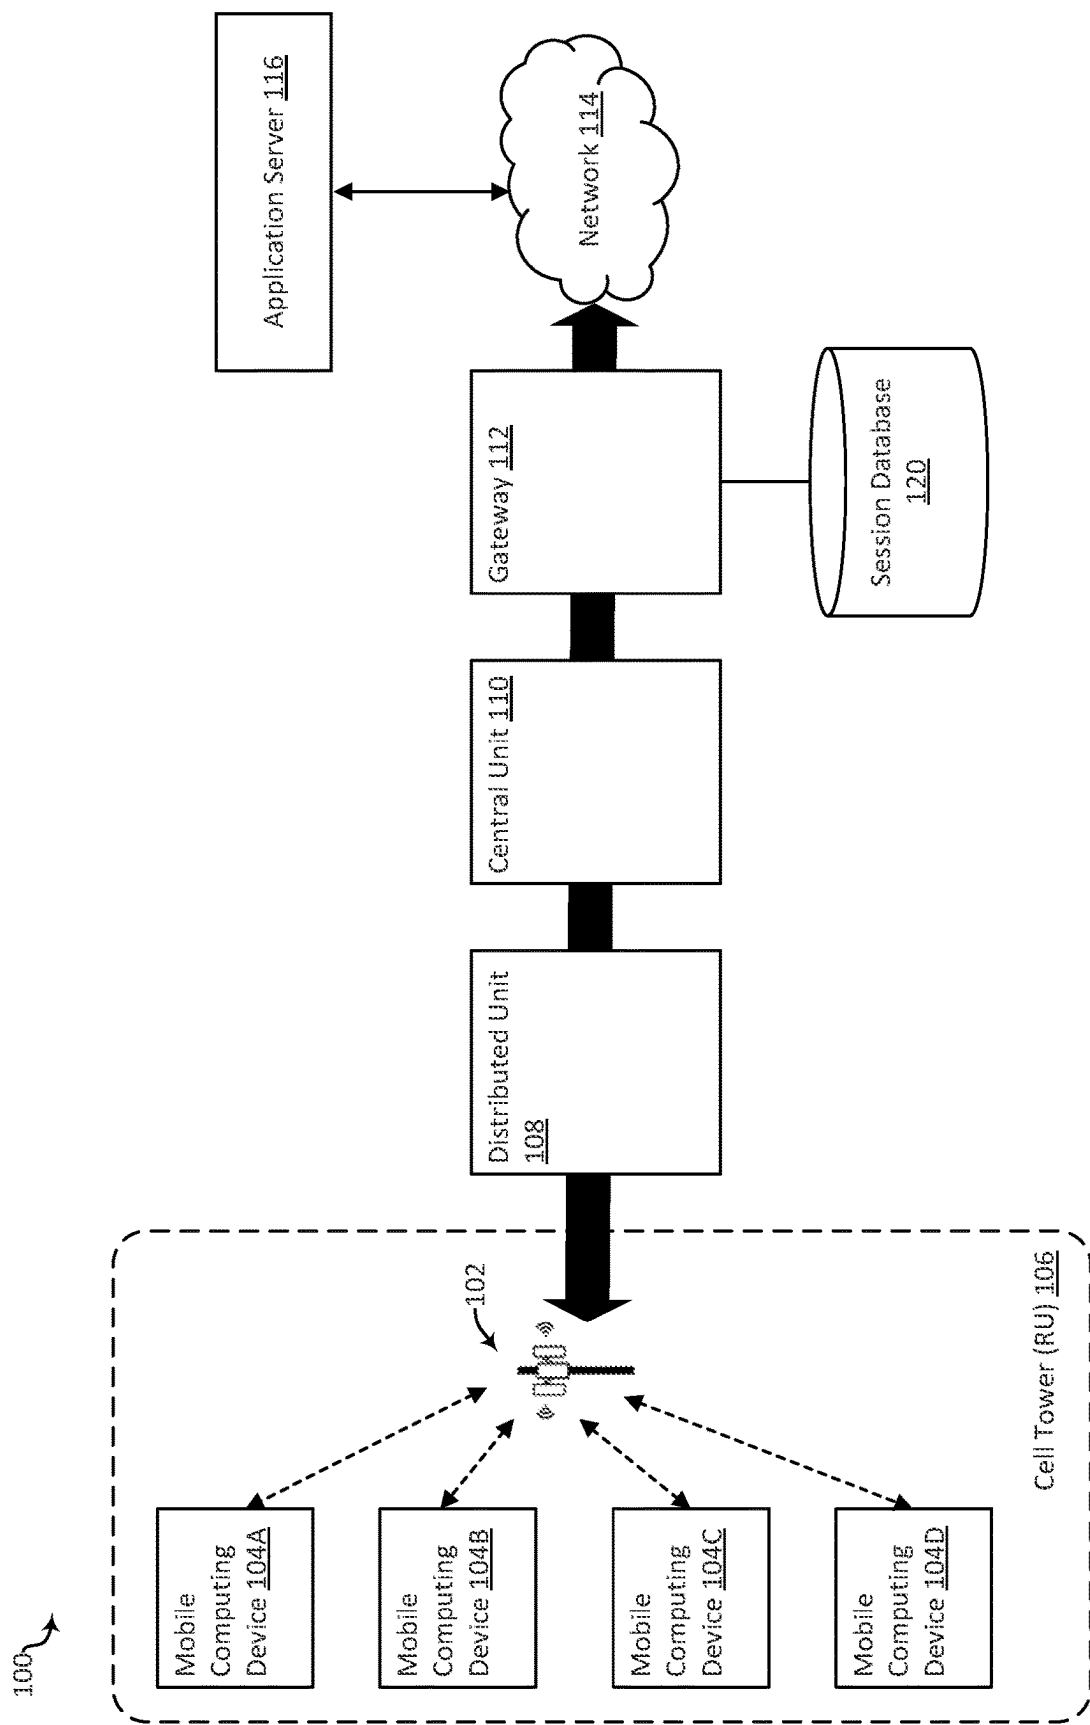 100
Mobile
Computing
Device 104A
Mobile
Computing
Device 104B
Mobile
Computing
Device 104C
Mobile
Computing
Device 104D
102
Cell Tower (RU) 106
Distributed Unit
108
Central Unit 110
Gateway 112
Session Database
120
Network 114
Application Server 116